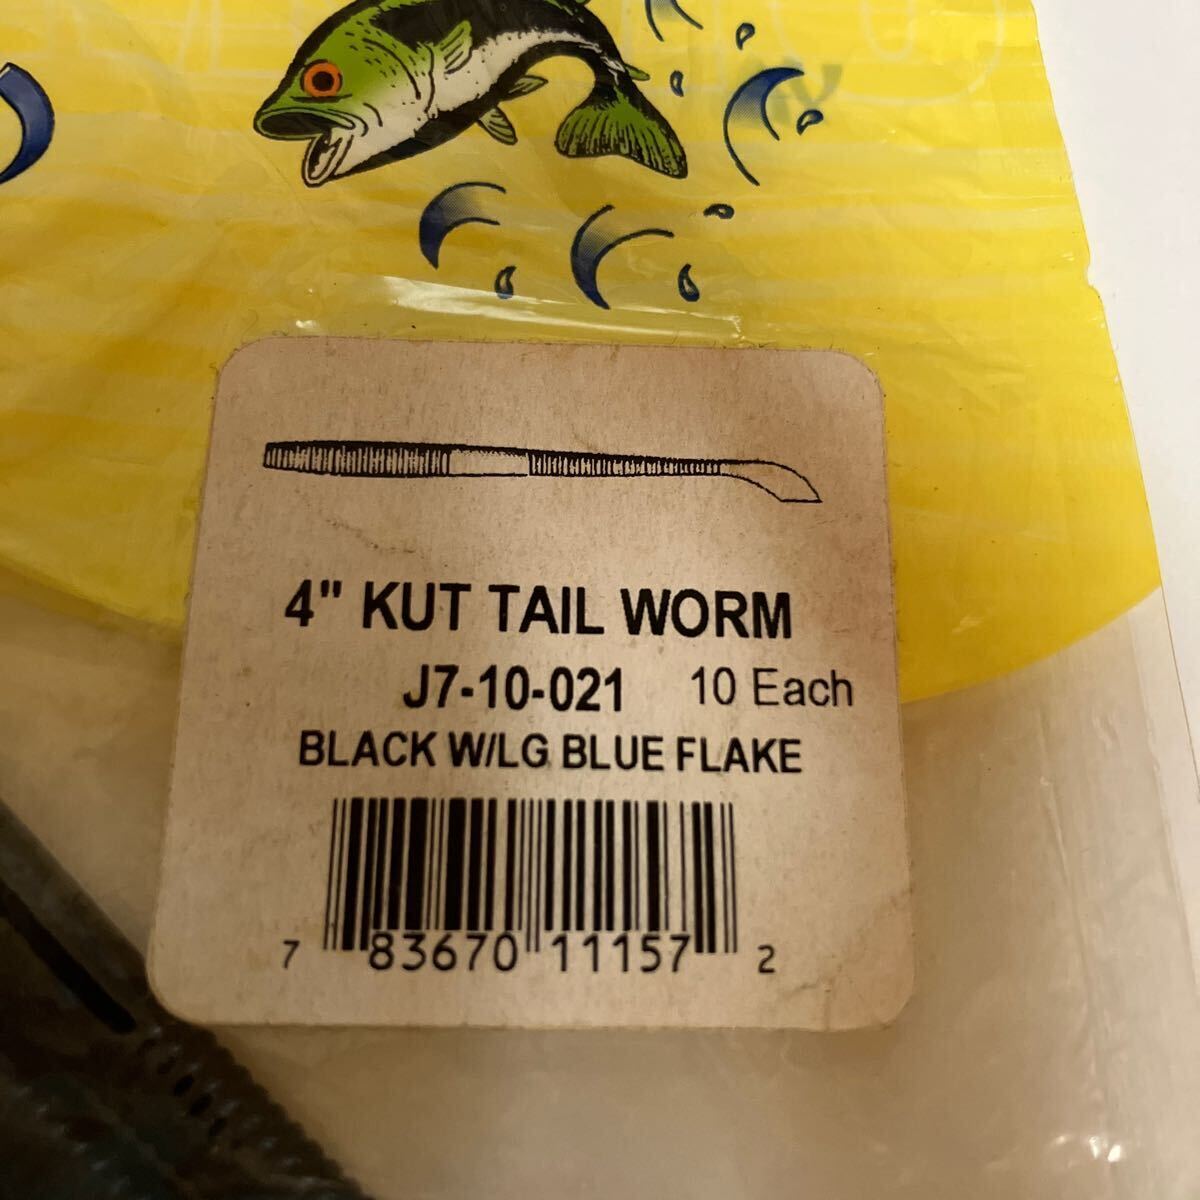 4" KUT TAIL WORM
J7-10-021 10 Each
BLACK W/LG BLUE FLAKE
7 83670 11157 2